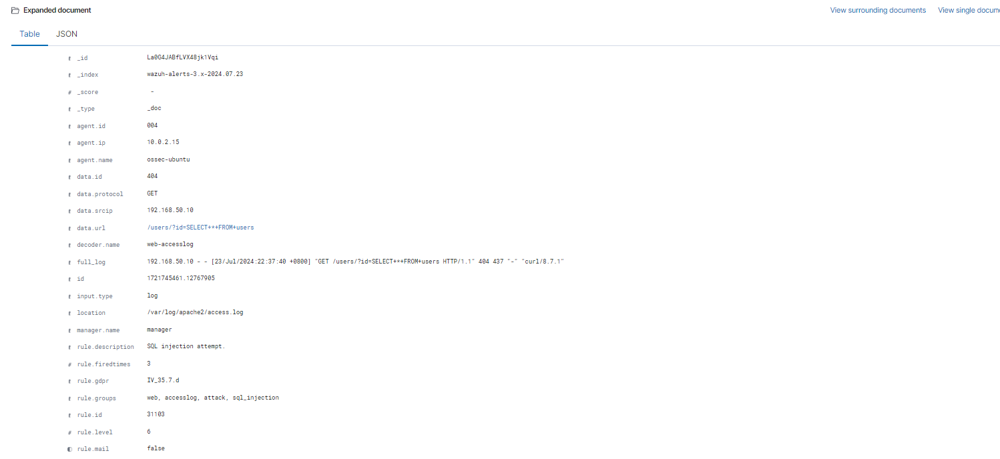 Expanded document View surrounding documents View single docum
Table JSON
t _id La0G4JABfLVX48jk1Vqi
t _index wazuh-alerts-3.x-2024.07.23
# _score -
t _type _doc
t agent.id 004
t agent.ip 10.0.2.15
t agent.name ossec-ubuntu
t data.id 404
t data.protocol GET
t data.srcip 192.168.50.10
t data.url /users/?id=SELECT+*+FROM+users
t decoder.name web-accesslog
t full_log 192.168.50.10 - - [23/Jul/2024:22:37:40 +0800] "GET /users/?id=SELECT+*+FROM+users HTTP/1.1" 404 437 "-" "curl/8.7.1"
t id 1721745461.12767905
t input.type log
t location /var/log/apache2/access.log
t manager.name manager
t rule.description SQL injection attempt.
# rule.firedtimes 3
t rule.gdpr IV_35.7.d
t rule.groups web, accesslog, attack, sql_injection
t rule.id 31103
# rule.level 6
rule.mail false